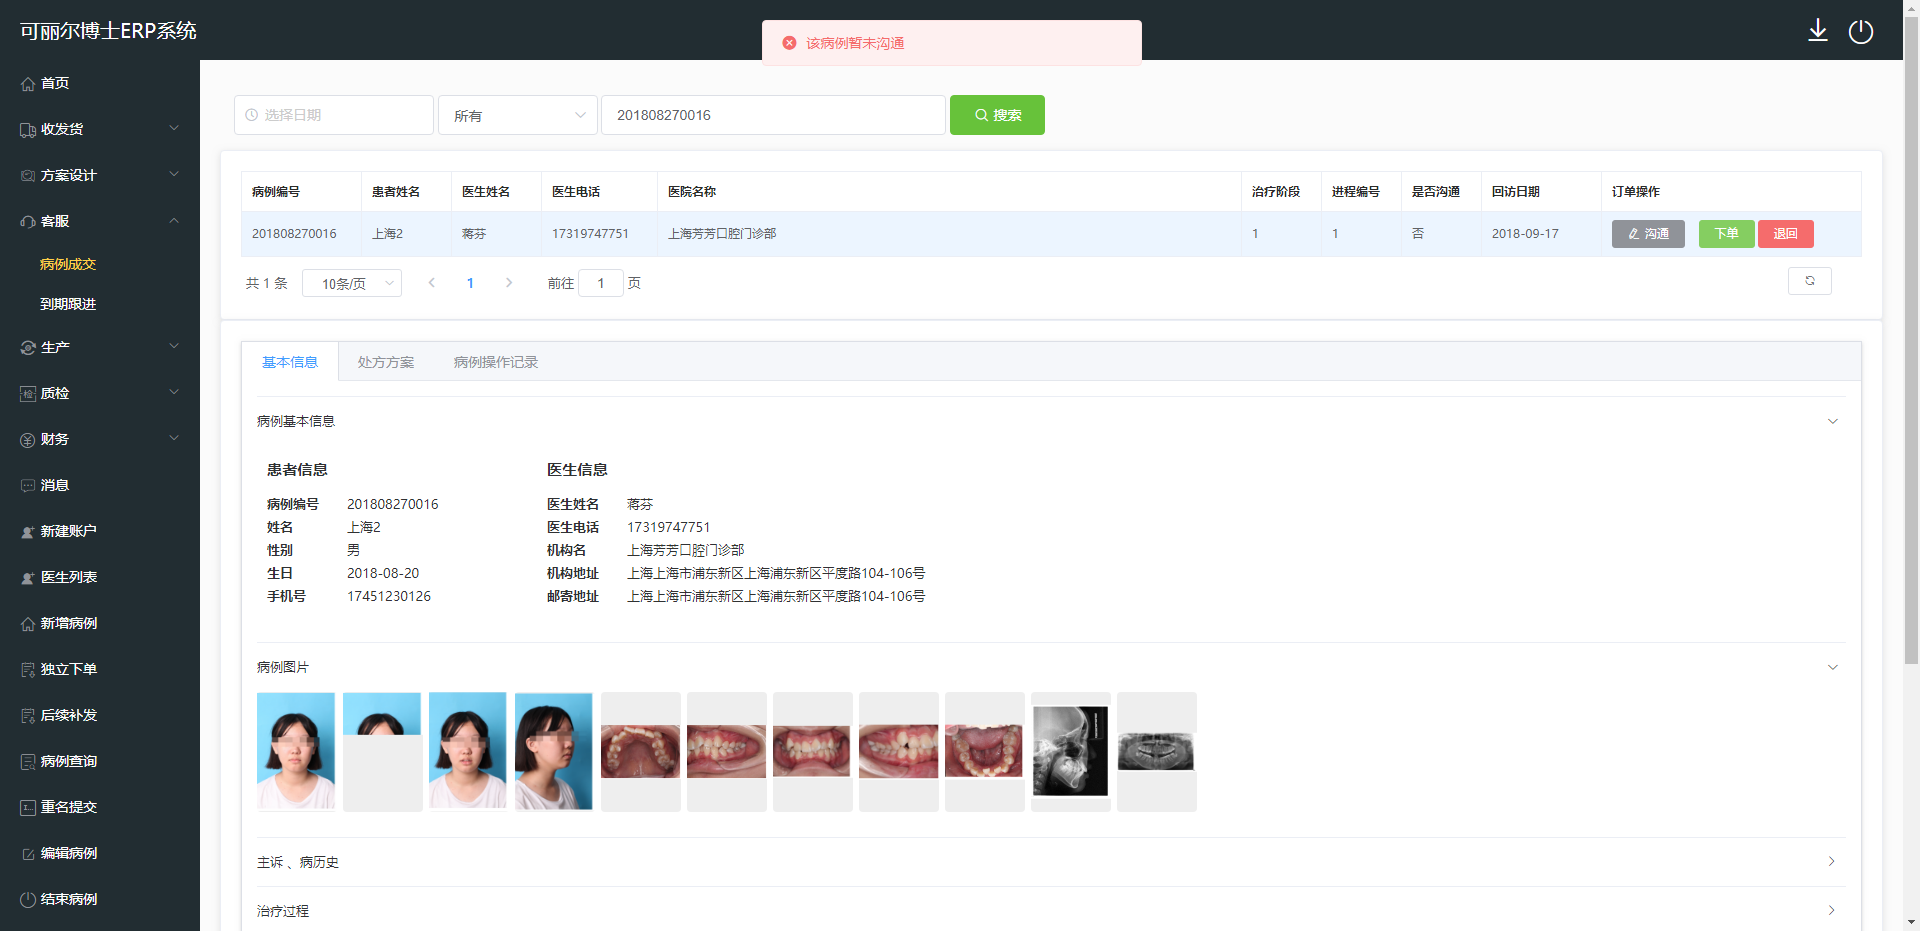 可丽尔博士ERP系统
该病例暂未沟通
首页
收发货
方案设计
客服
病例成交
到期跟进
生产
质检
财务
消息
新建账户
医生列表
新增病例
独立下单
后续补发
病例查询
重名提交
编辑病例
结束病例
选择日期 所有 201808270016 搜索
病例编号 患者姓名 医生姓名 医生电话 医院名称 治疗阶段 进程编号 是否沟通 回访日期 订单操作
201808270016 上海2 蒋芬 17319747751 上海芳芳口腔门诊部 1 1 否 2018-09-17 沟通 下单 退回
共 1 条 10条/页 1 前往 1 页
基本信息 处方方案 病例操作记录
病例基本信息
患者信息
病例编号 201808270016
姓名 上海2
性别 男
生日 2018-08-20
手机号 17451230126
医生信息
医生姓名 蒋芬
医生电话 17319747751
机构名 上海芳芳口腔门诊部
机构地址 上海上海市浦东新区上海浦东新区平度路104-106号
邮寄地址 上海上海市浦东新区上海浦东新区平度路104-106号
病例图片
主诉 、病历史
治疗过程